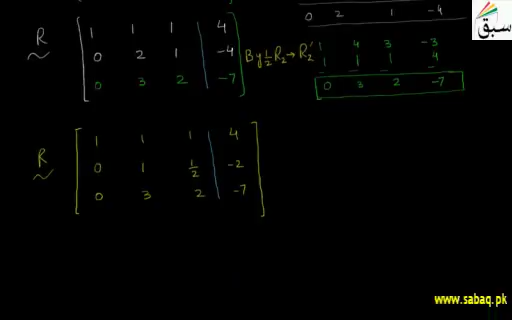 0 2 1 -4
سبق
R ~ [ 1 1 1 | 4
0 2 1 | -4
0 3 2 | -7 ]
By ½R₂ → R₂'
1 4 3 -3
1 1 1 4
0 3 2 -7
R ~ [ 1 1 1 | 4
0 1 ½ | -2
0 3 2 | -7 ]
www.sabaq.pk